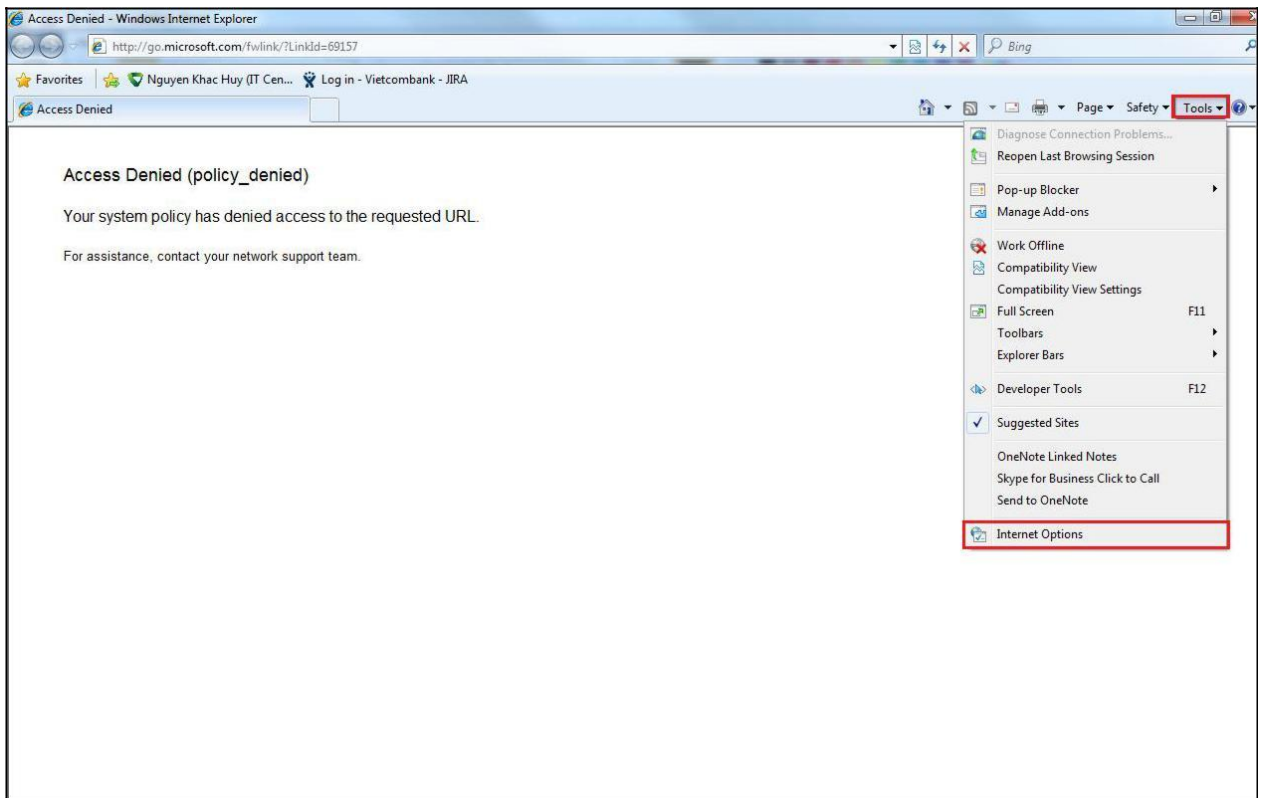 Access Denied - Windows Internet Explorer
http://go.microsoft.com/fwlink/?LinkId=69157
Bing
Favorites Nguyen Khac Huy (IT Cen... Log in - Vietcombank - JIRA
Access Denied
Page Safety Tools
Diagnose Connection Problems...
Reopen Last Browsing Session
Pop-up Blocker
Manage Add-ons
Work Offline
Compatibility View
Compatibility View Settings
Full Screen F11
Toolbars
Explorer Bars
Developer Tools F12
Suggested Sites
OneNote Linked Notes
Skype for Business Click to Call
Send to OneNote
Internet Options
Access Denied (policy_denied)
Your system policy has denied access to the requested URL.
For assistance, contact your network support team.